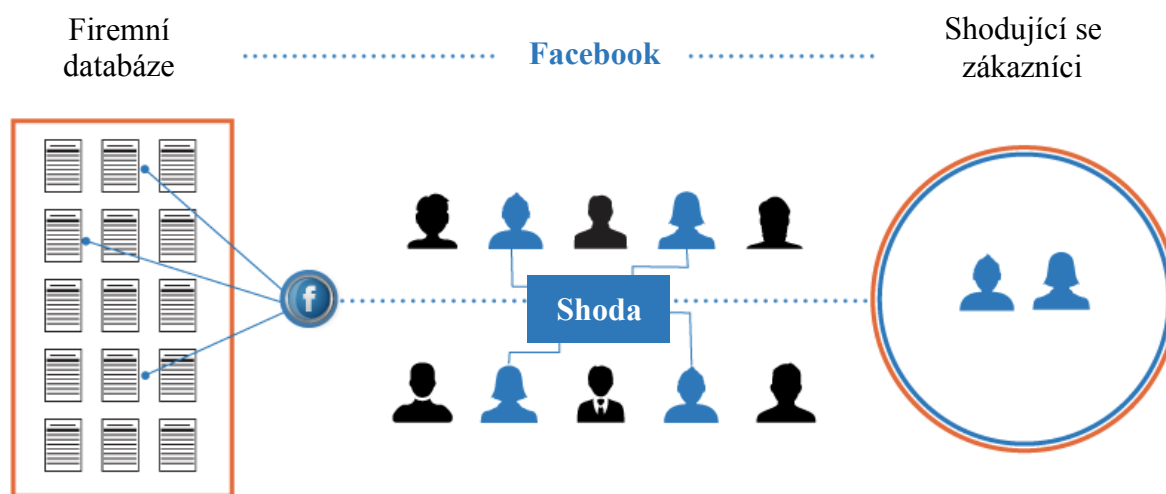 Firemní
databáze
Facebook
Shodující se
zákazníci
f
Shoda